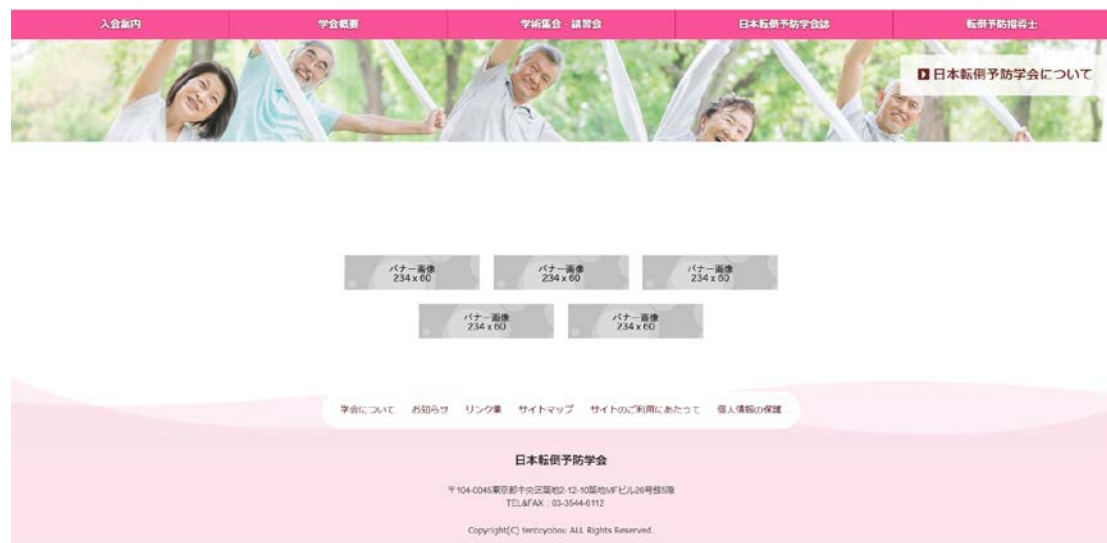 入会案内
学会概要
学術集会・講習会
日本転倒予防学会誌
転倒予防指導士
日本転倒予防学会について
バナー画像
234 x 60
バナー画像
234 x 60
バナー画像
234 x 60
バナー画像
234 x 60
バナー画像
234 x 60
学会について
お知らせ
リンク集
サイトマップ
サイトのご利用にあたって
個人情報の保護
日本転倒予防学会
〒104-0045東京都中央区築地2-12-10築地MFビル26号館5階
TEL&FAX：03-3544-6112
Copyright(C) tentoyobou ALL Rights Reserved.